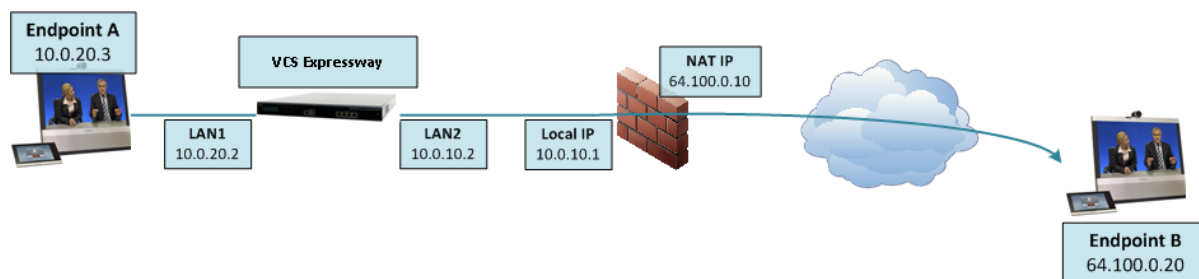 Endpoint A
10.0.20.3
VCS Expressway
NAT IP
64.100.0.10
LAN1
10.0.20.2
LAN2
10.0.10.2
Local IP
10.0.10.1
Endpoint B
64.100.0.20